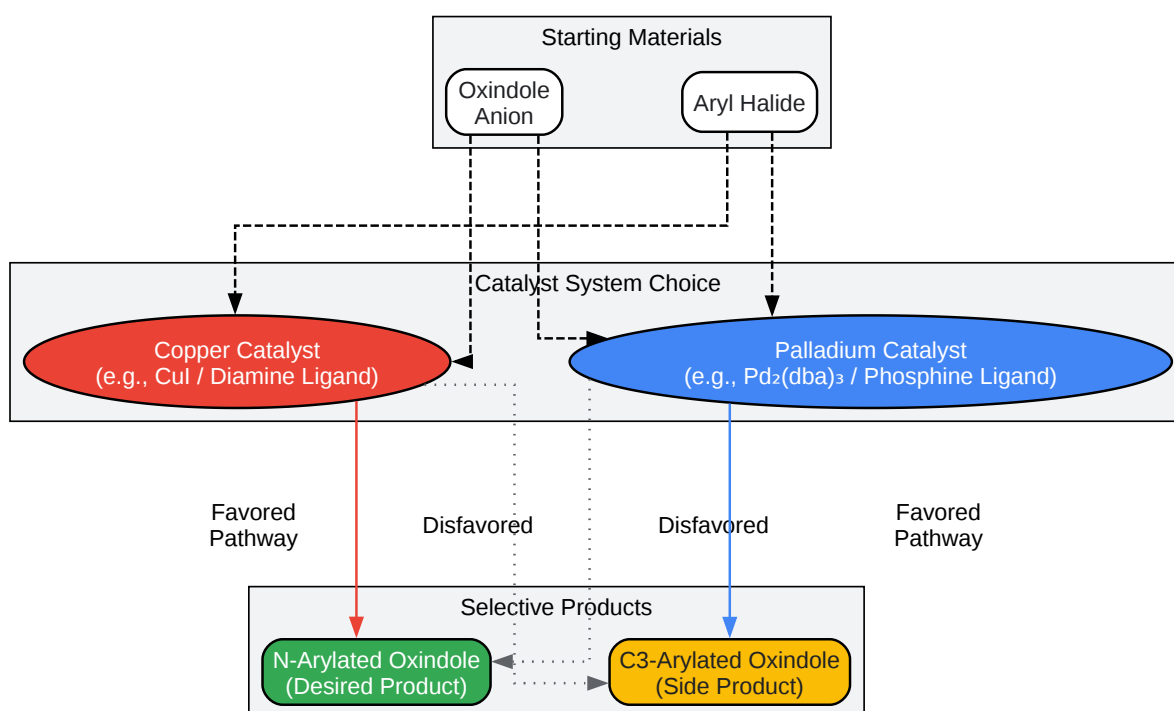 Starting Materials
Oxindole
Anion
Aryl Halide
Catalyst System Choice
Copper Catalyst
(e.g., CuI / Diamine Ligand)
Palladium Catalyst
(e.g., Pd₂(dba)₃ / Phosphine Ligand)
Favored
Pathway
Disfavored
Disfavored
Favored
Pathway
Selective Products
N-Arylated Oxindole
(Desired Product)
C3-Arylated Oxindole
(Side Product)